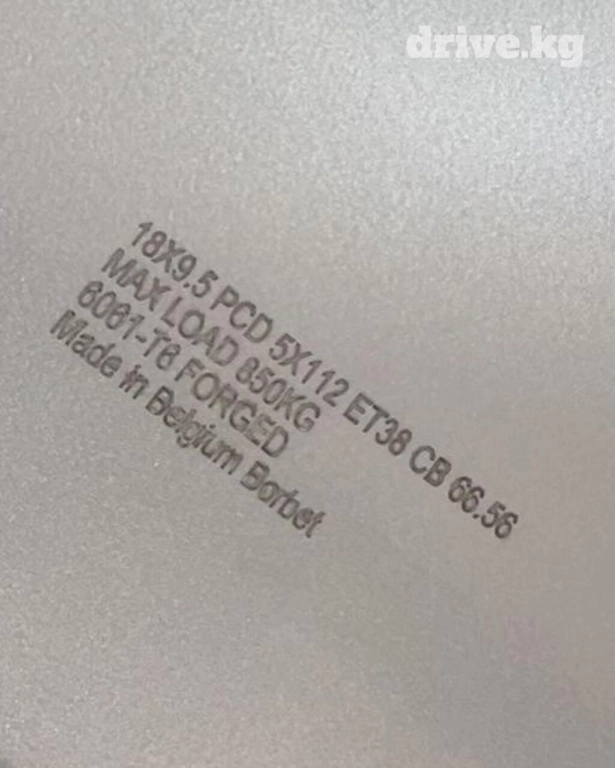 drive.kg
18X9.5 PCD 5X112 ET38 CB 66.56
MAX LOAD 850KG
6061-T6 FORGED
Made in Belgium Borbet